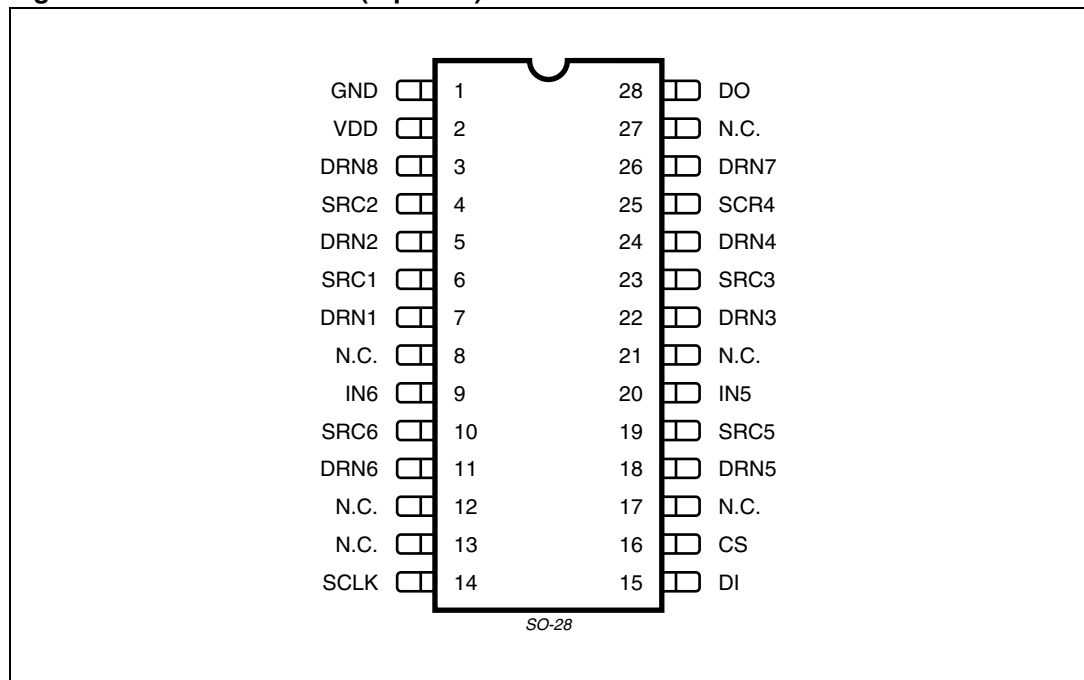 GND 1 28 DO
VDD 2 27 N.C.
DRN8 3 26 DRN7
SRC2 4 25 SCR4
DRN2 5 24 DRN4
SRC1 6 23 SRC3
DRN1 7 22 DRN3
N.C. 8 21 N.C.
IN6 9 20 IN5
SRC6 10 19 SRC5
DRN6 11 18 DRN5
N.C. 12 17 N.C.
N.C. 13 16 CS
SCLK 14 15 DI
SO-28